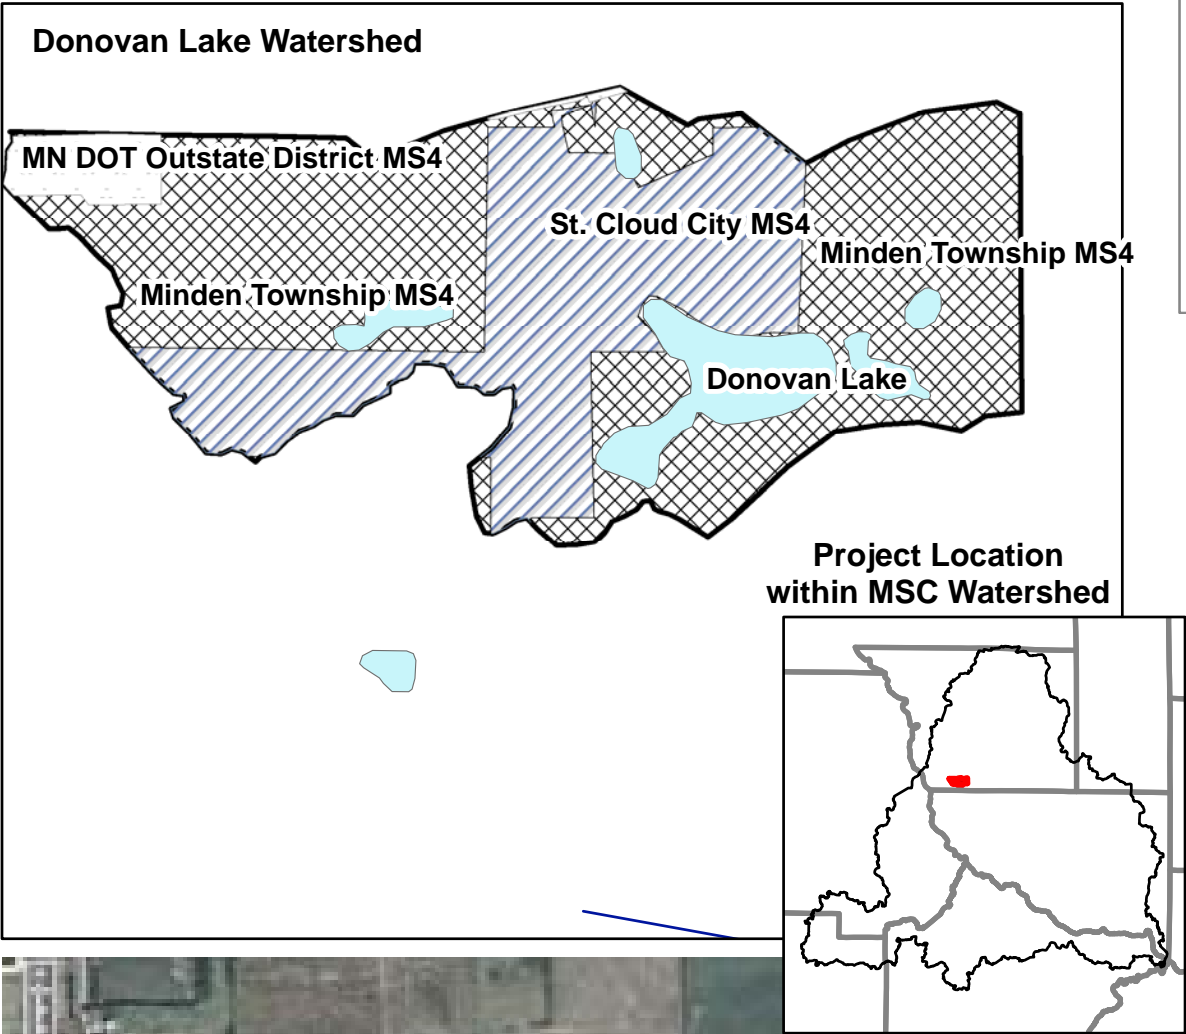 Donovan Lake Watershed
MN DOT Outstate District MS4
St. Cloud City MS4
Minden Township MS4
Minden Township MS4
Donovan Lake
Project Location
within MSC Watershed